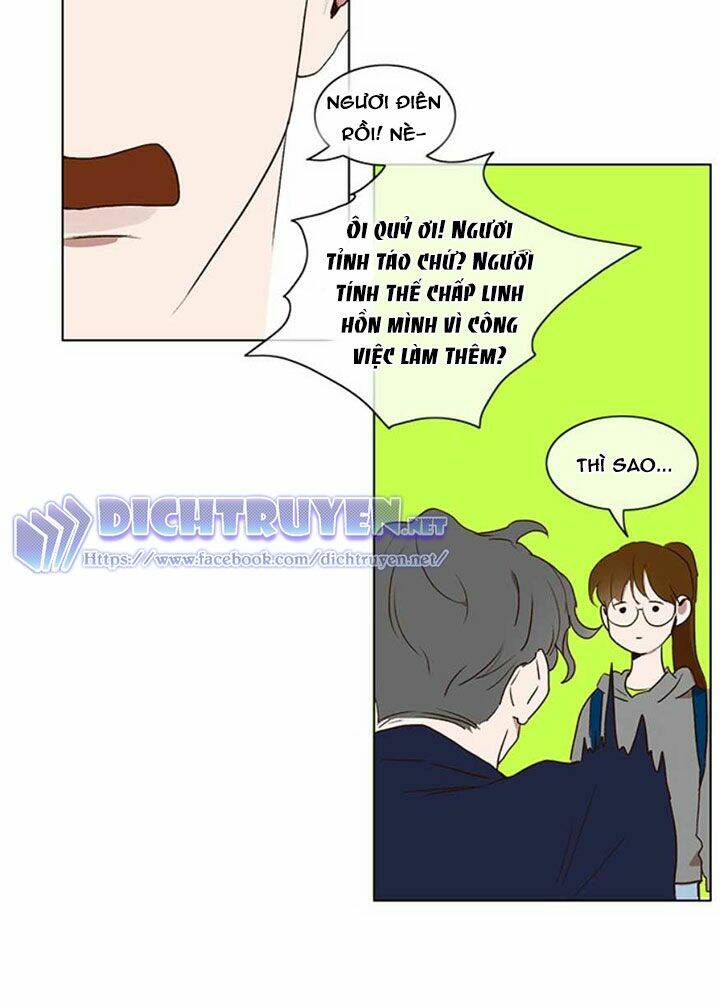 NGƯƠI ĐIÊN
RỒI! NÈ-
ÔI QUỶ ƠI! NGƯƠI
TỈNH TÁO CHỨ? NGƯƠI
TÍNH THẾ CHẤP LINH
HỒN MÌNH VÌ CÔNG
VIỆC LÀM THÊM?
THÌ SAO...
DICHTRUYEN.NET
Https://www.facebook.com/dichtruyen.net/